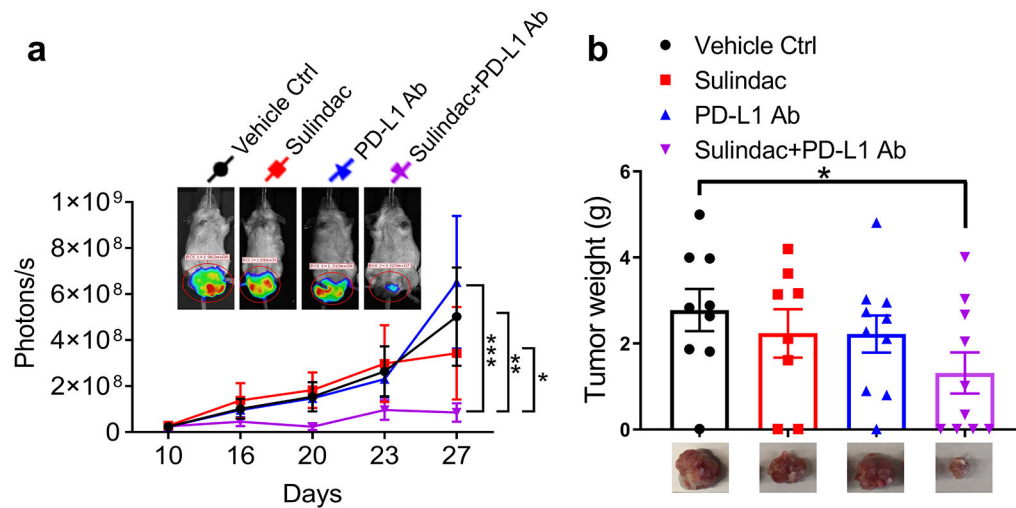 a
Vehicle Ctrl
Sulindac
PD-L1 Ab
Sulindac+PD-L1 Ab
1×10⁹
8×10⁸
6×10⁸
4×10⁸
2×10⁸
0
Photons/s
10 16 20 23 27
Days
***
**
*
b
Vehicle Ctrl
Sulindac
PD-L1 Ab
Sulindac+PD-L1 Ab
*
6
4
2
0
Tumor weight (g)